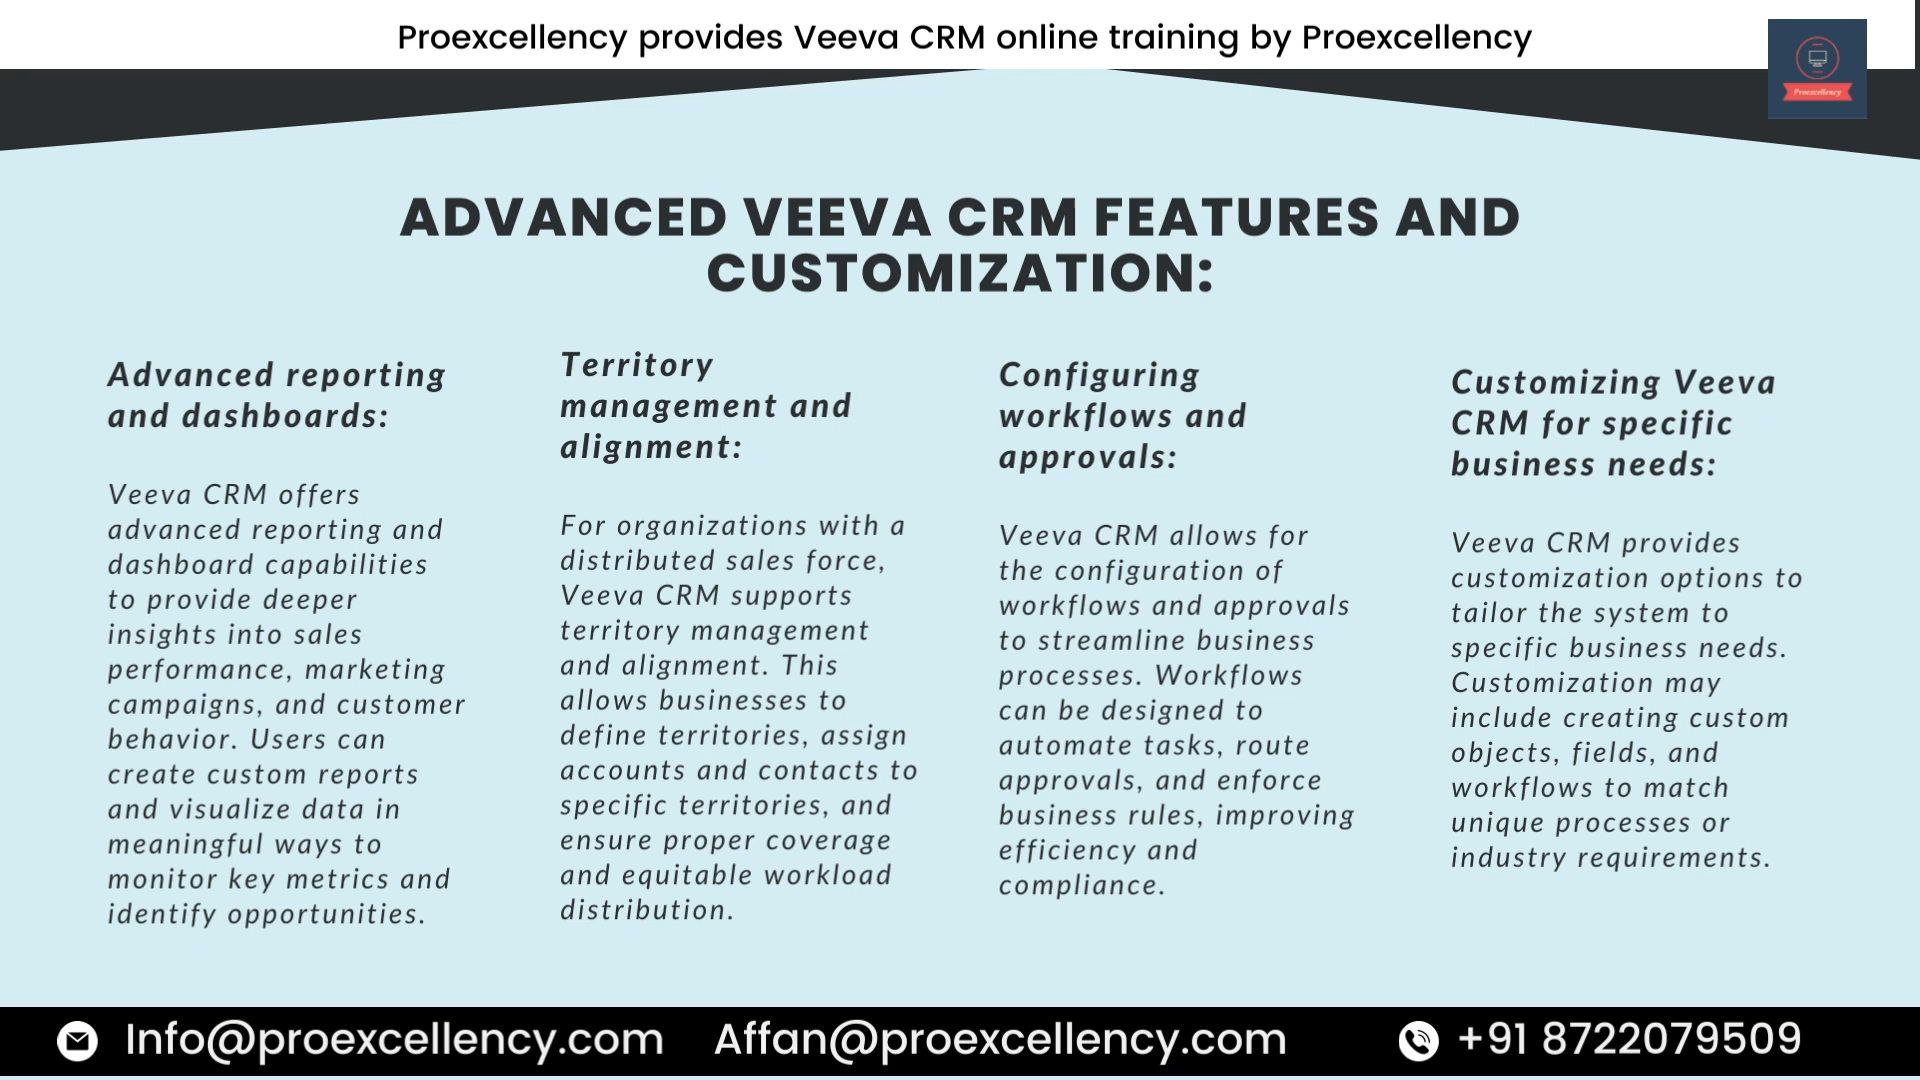 Proexcellency provides Veeva CRM online training by Proexcellency
Proexcellency
ADVANCED VEEVA CRM FEATURES AND
CUSTOMIZATION:
Advanced reporting
and dashboards:
Veeva CRM offers
advanced reporting and
dashboard capabilities
to provide deeper
insights into sales
performance, marketing
campaigns, and customer
behavior. Users can
create custom reports
and visualize data in
meaningful ways to
monitor key metrics and
identify opportunities.
Territory
management and
alignment:
For organizations with a
distributed sales force,
Veeva CRM supports
territory management
and alignment. This
allows businesses to
define territories, assign
accounts and contacts to
specific territories, and
ensure proper coverage
and equitable workload
distribution.
Configuring
workflows and
approvals:
Veeva CRM allows for
the configuration of
workflows and approvals
to streamline business
processes. Workflows
can be designed to
automate tasks, route
approvals, and enforce
business rules, improving
efficiency and
compliance.
Customizing Veeva
CRM for specific
business needs:
Veeva CRM provides
customization options to
tailor the system to
specific business needs.
Customization may
include creating custom
objects, fields, and
workflows to match
unique processes or
industry requirements.
Info@proexcellency.com Affan@proexcellency.com +91 8722079509